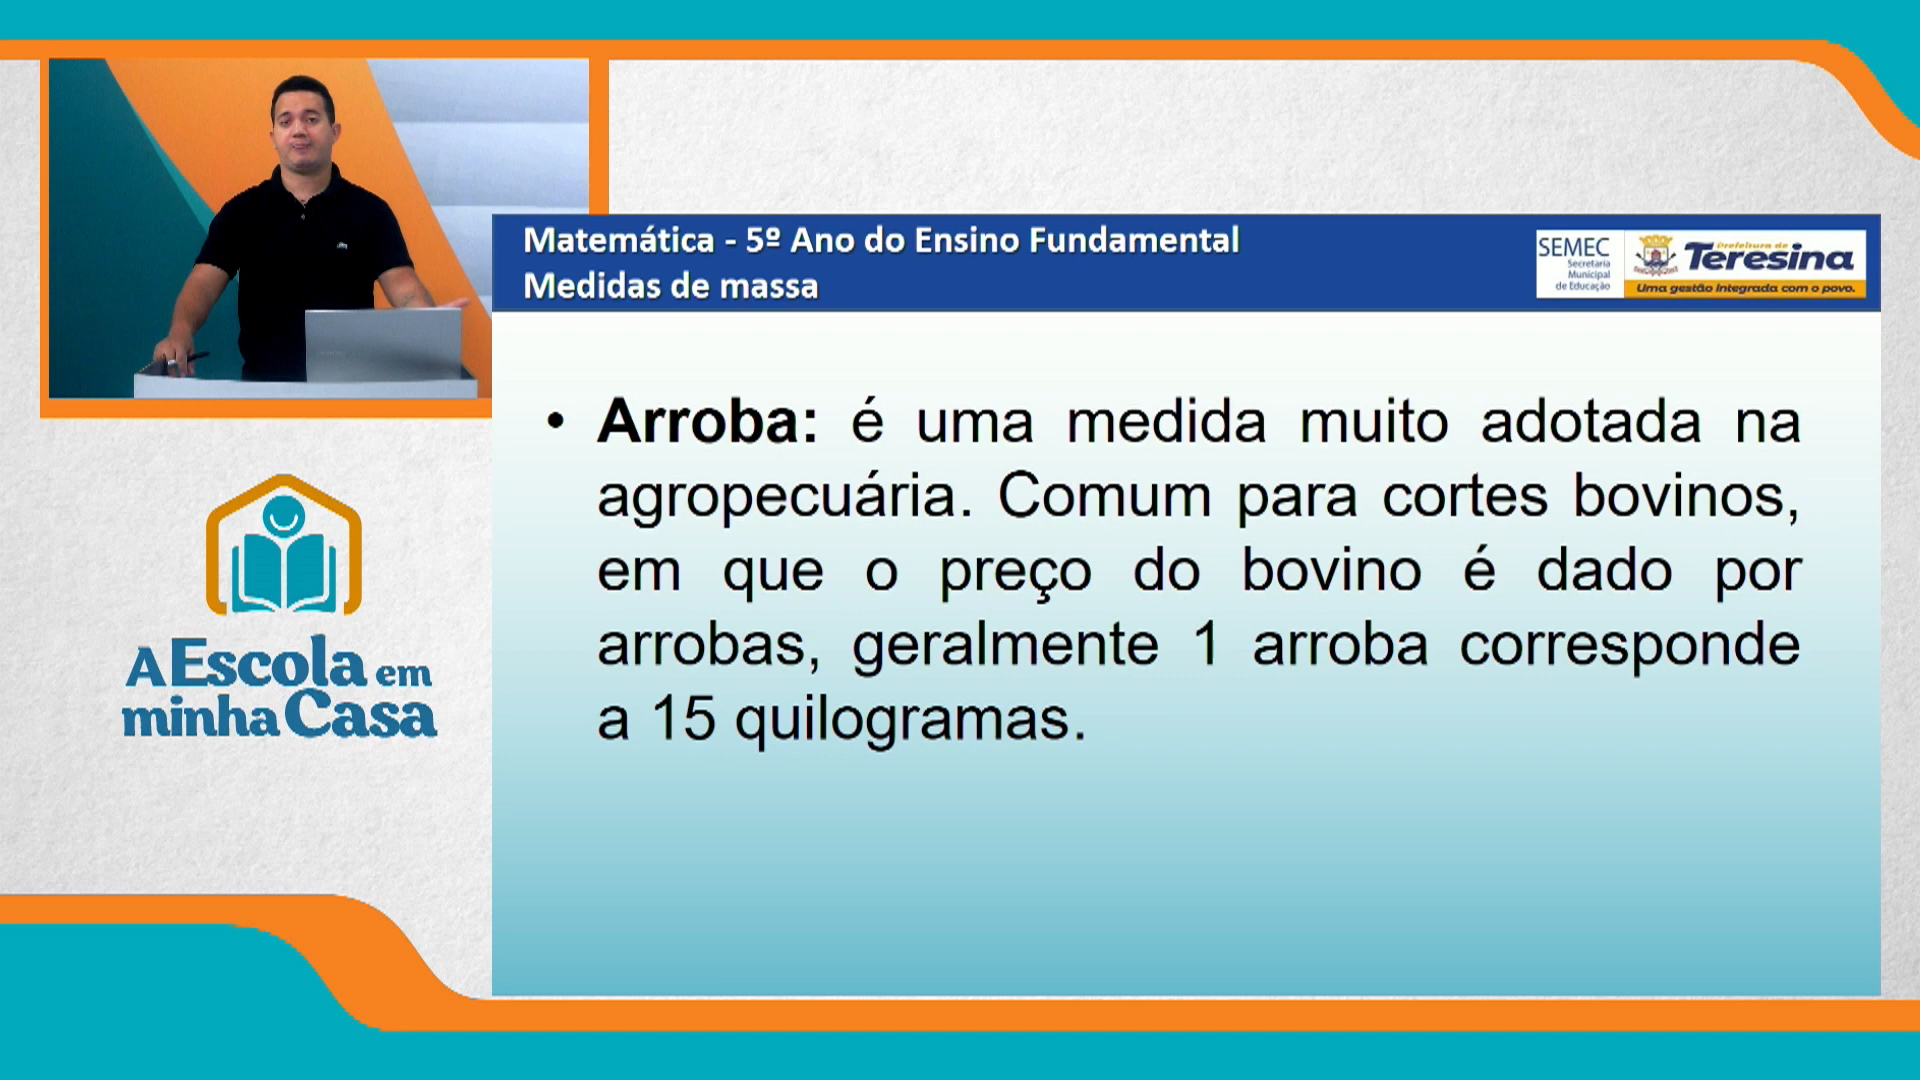 Matemática - 5º Ano do Ensino Fundamental
Medidas de massa
SEMEC
Secretaria
Municipal
de Educação
Prefeitura de
Teresina
Uma gestão integrada com o povo.
• Arroba: é uma medida muito adotada na
agropecuária. Comum para cortes bovinos,
em que o preço do bovino é dado por
arrobas, geralmente 1 arroba corresponde
a 15 quilogramas.
A Escola em
minha Casa